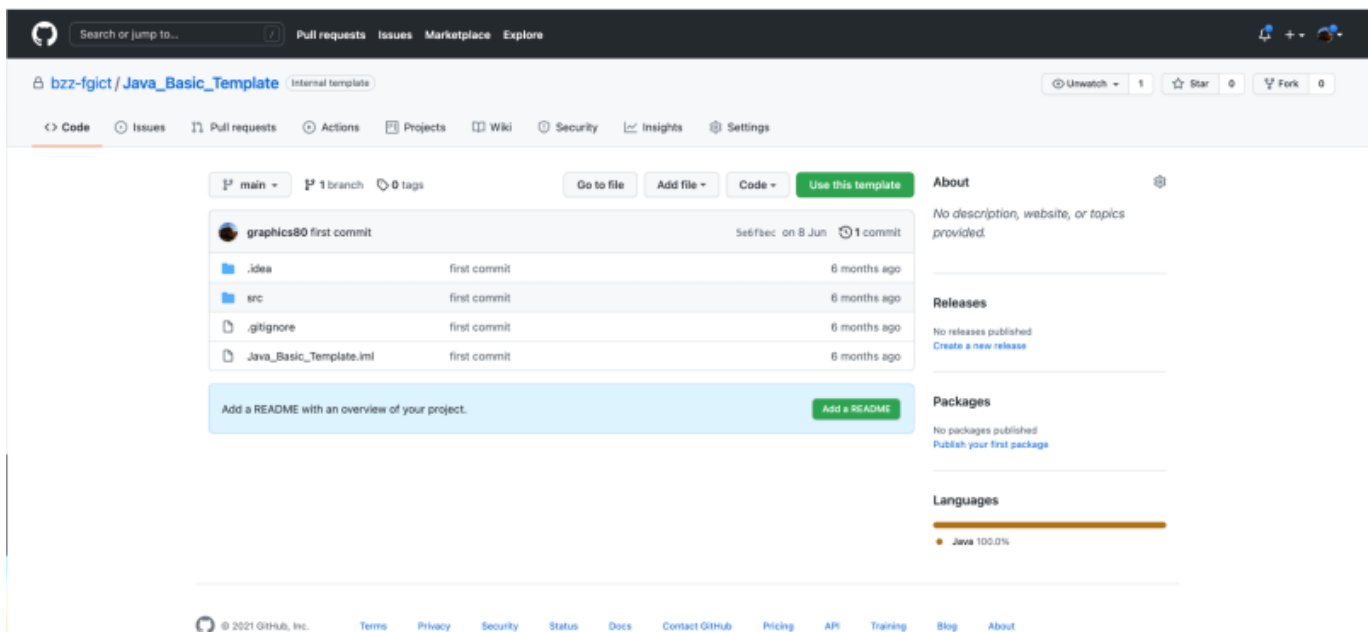 Search or jump to... / Pull requests Issues Marketplace Explore
bzz-fgict / Java_Basic_Template Internal template Unwatch 1 Star 0 Fork 0
Code Issues Pull requests Actions Projects Wiki Security Insights Settings
main 1 branch 0 tags Go to file Add file Code Use this template
graphics80 first commit 5e6f5ec on 8 Jun 1 commit
.idea first commit 6 months ago
src first commit 6 months ago
.gitignore first commit 6 months ago
Java_Basic_Template.iml first commit 6 months ago
Add a README with an overview of your project. Add a README
About
No description, website, or topics
provided.
Releases
No releases published
Create a new release
Packages
No packages published
Publish your first package
Languages
Java 100.0%
© 2021 GitHub, Inc. Terms Privacy Security Status Docs Contact GitHub Pricing API Training Blog About